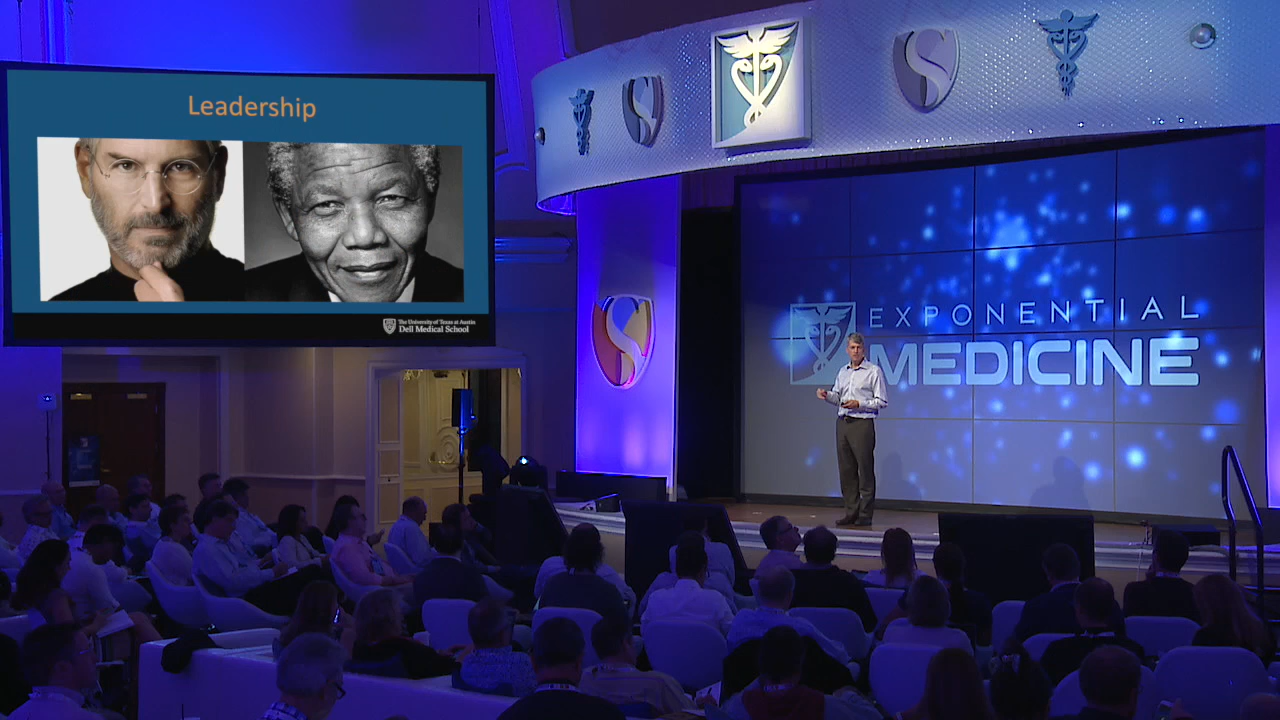 Leadership
The University of Texas at Austin
Dell Medical School
S
S
S
EXPONENTIAL
MEDICINE